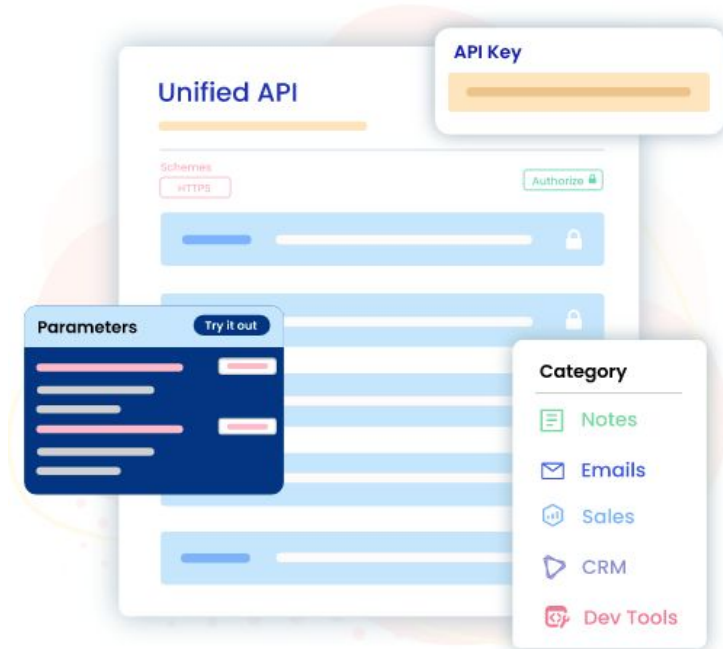 API Key
Unified API
Schemes
HTTPS
Authorize
Parameters
Try it out
Category
Notes
Emails
Sales
CRM
Dev Tools